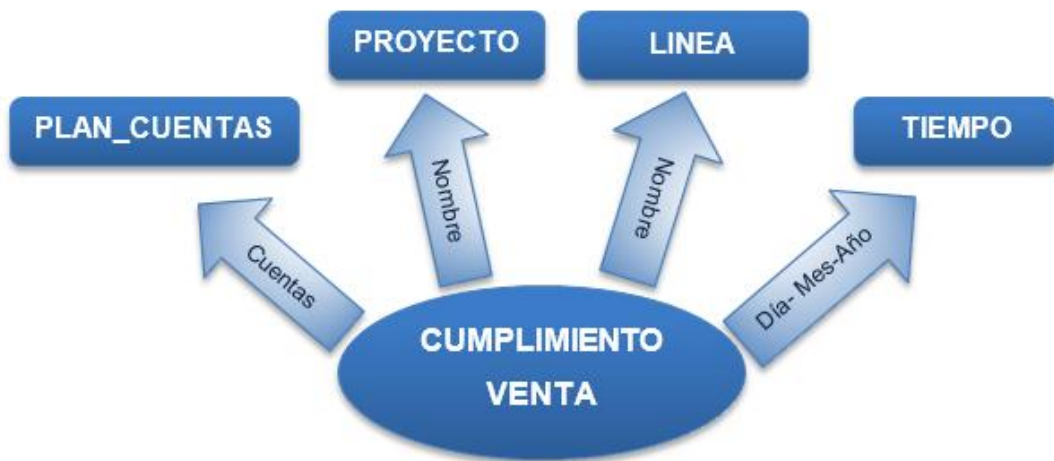 PROYECTO
LINEA
PLAN_CUENTAS
TIEMPO
Cuentas
Nombre
Nombre
Día- Mes-Año
CUMPLIMIENTO
VENTA